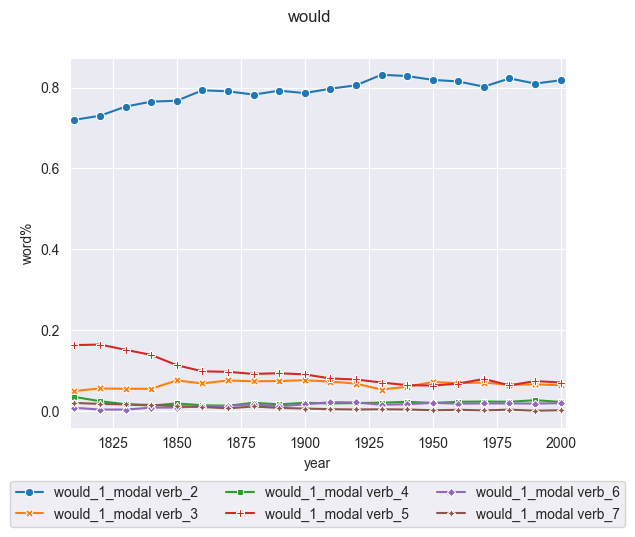 would
0.8
0.6
0.4
0.2
0.0
word%
1825 1850 1875 1900 1925 1950 1975 2000
year
would_1_modal verb_2 would_1_modal verb_4 would_1_modal verb_6
would_1_modal verb_3 would_1_modal verb_5 would_1_modal verb_7